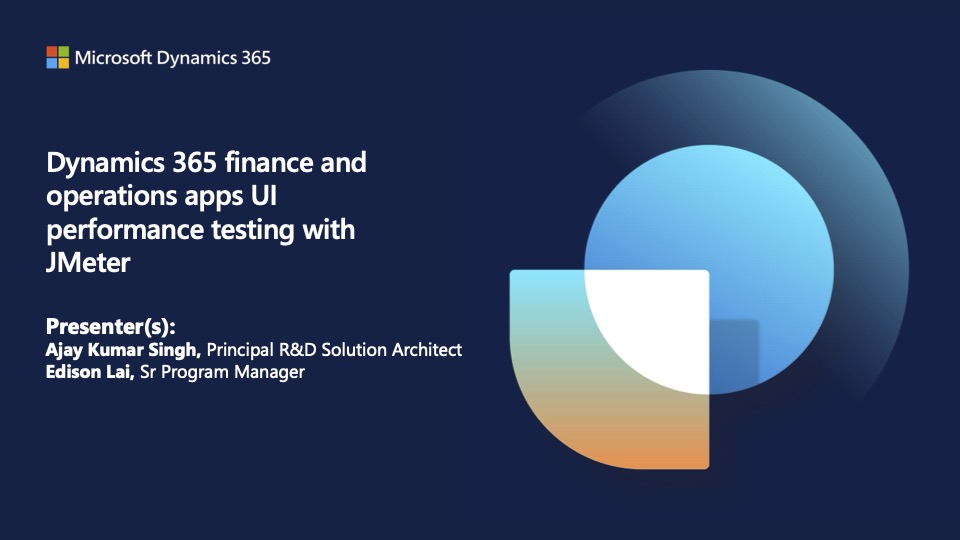 Microsoft Dynamics 365
Dynamics 365 finance and
operations apps UI
performance testing with
JMeter
Presenter(s):
Ajay Kumar Singh, Principal R&D Solution Architect
Edison Lai, Sr Program Manager